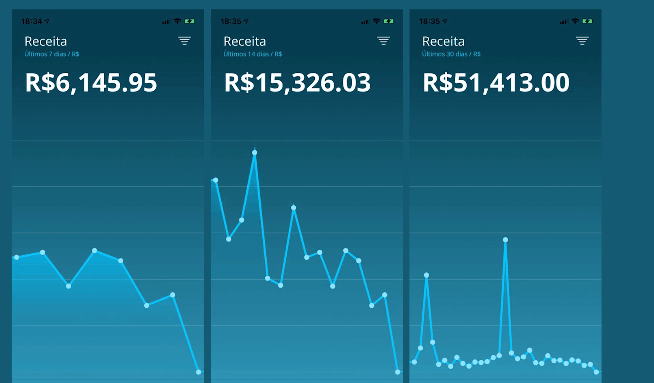 18:34
Receita
Últimos 7 dias / R$
R$6,145.95
18:35
Receita
Últimos 14 dias / R$
R$15,326.03
18:35
Receita
Últimos 30 dias / R$
R$51,413.00